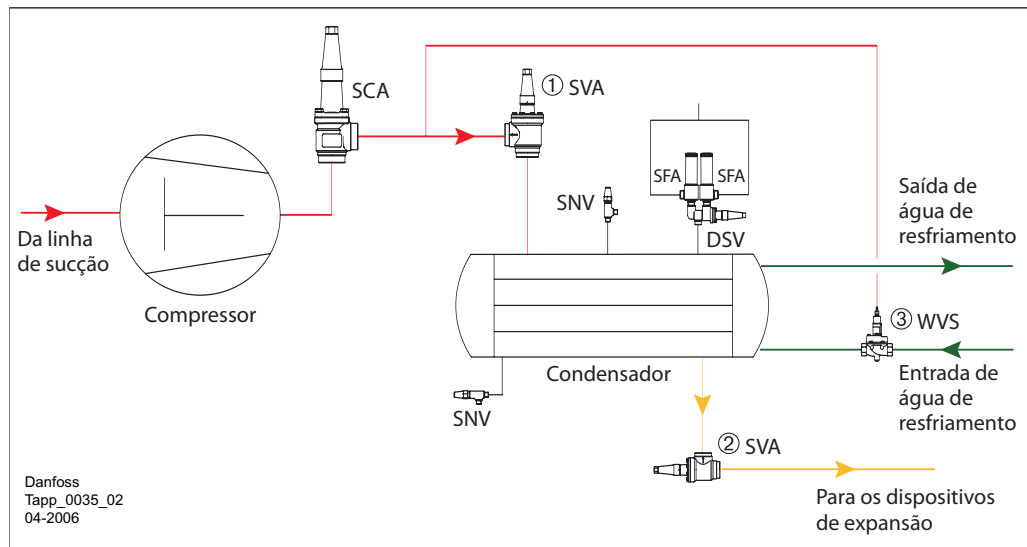 SCA
① SVA
SFA SFA
SNV
DSV
Saída de
água de
resfriamento
Da linha
de sucção
Compressor
③ WVS
Condensador
Entrada de
água de
resfriamento
SNV
② SVA
Para os dispositivos
de expansão
Danfoss
Tapp_0035_02
04-2006